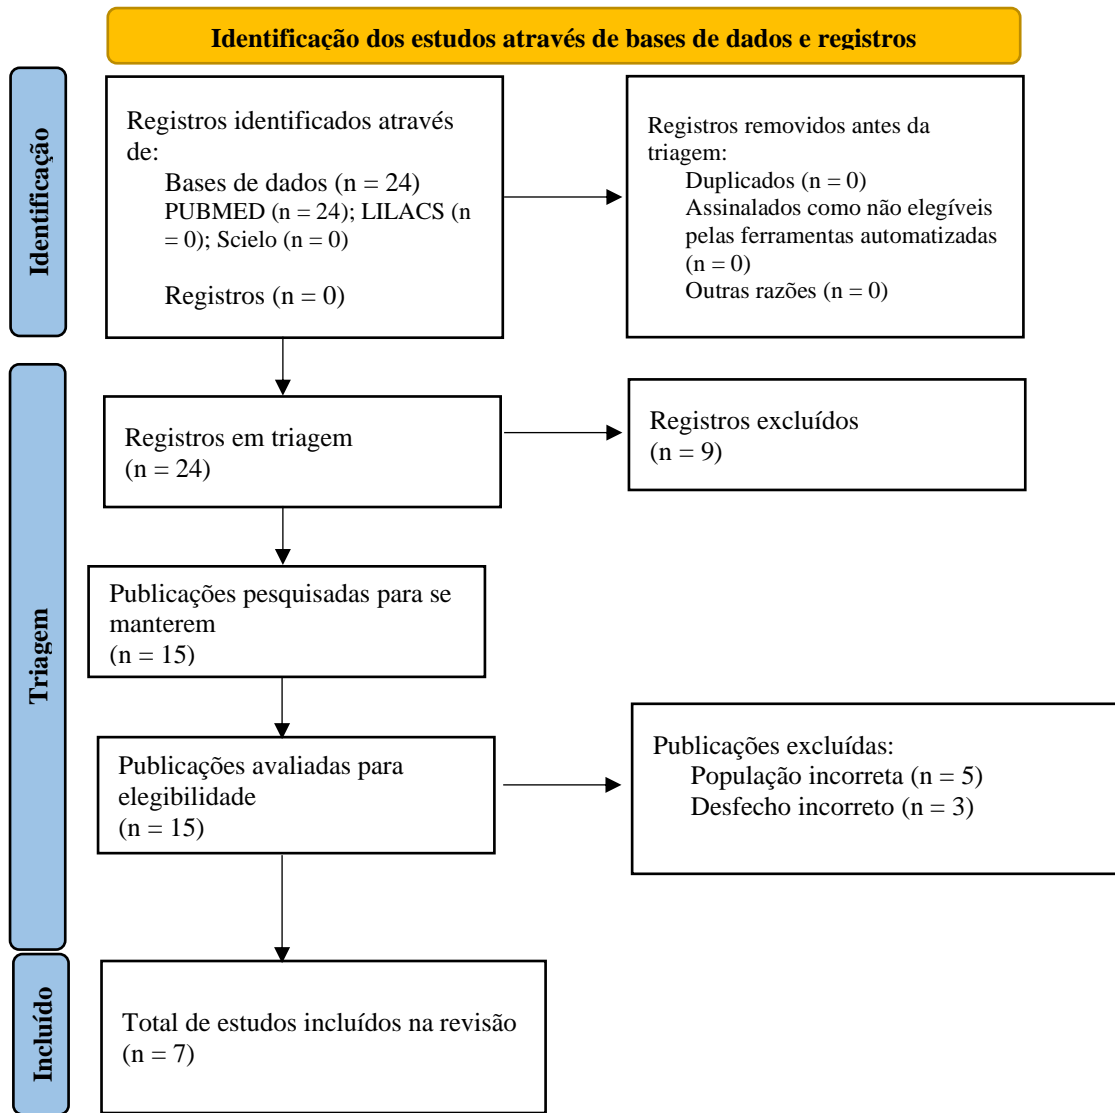 Identificação dos estudos através de bases de dados e registros
Identificação
Registros identificados através
de:
Bases de dados (n = 24)
PUBMED (n = 24); LILACS (n
= 0); Scielo (n = 0)
Registros (n = 0)
Registros removidos antes da
triagem:
Duplicados (n = 0)
Assinalados como não elegíveis
pelas ferramentas automatizadas
(n = 0)
Outras razões (n = 0)
Triagem
Registros em triagem
(n = 24)
Registros excluídos
(n = 9)
Publicações pesquisadas para se
manterem
(n = 15)
Publicações avaliadas para
elegibilidade
(n = 15)
Publicações excluídas:
População incorreta (n = 5)
Desfecho incorreto (n = 3)
Incluído
Total de estudos incluídos na revisão
(n = 7)